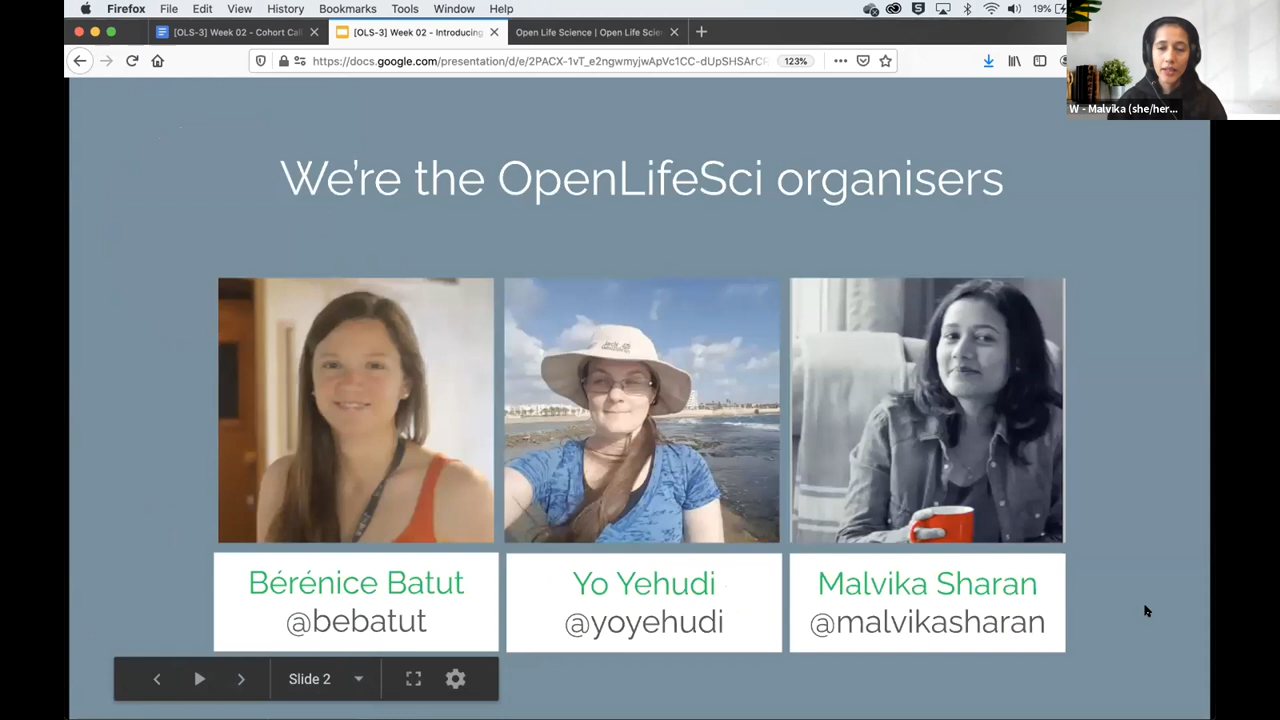 Firefox File Edit View History Bookmarks Tools Window Help
19%
[OLS-3] Week 02 - Cohort Call
[OLS-3] Week 02 - Introducing
Open Life Science | Open Life Scien
https://docs.google.com/presentation/d/e/2PACX-1vT_e2ngwmyjwApVc1CC-dUpSHSArCP
123%
W - Malvika (she/her...
We're the OpenLifeSci organisers
Bérénice Batut
@bebatut
Yo Yehudi
@yoyehudi
Malvika Sharan
@malvikasharan
Slide 2